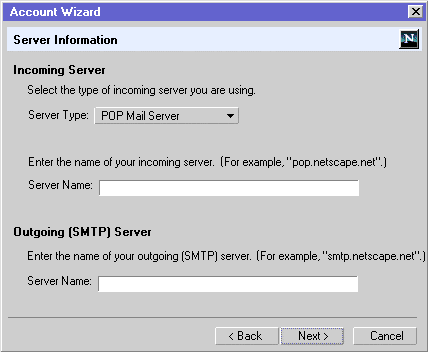 Account Wizard
Server Information
N
Incoming Server
Select the type of incoming server you are using.
Server Type: POP Mail Server
Enter the name of your incoming server. (For example, "pop.netscape.net".)
Server Name:
Outgoing (SMTP) Server
Enter the name of your outgoing (SMTP) server. (For example, "smtp.netscape.net".)
Server Name:
< Back Next > Cancel